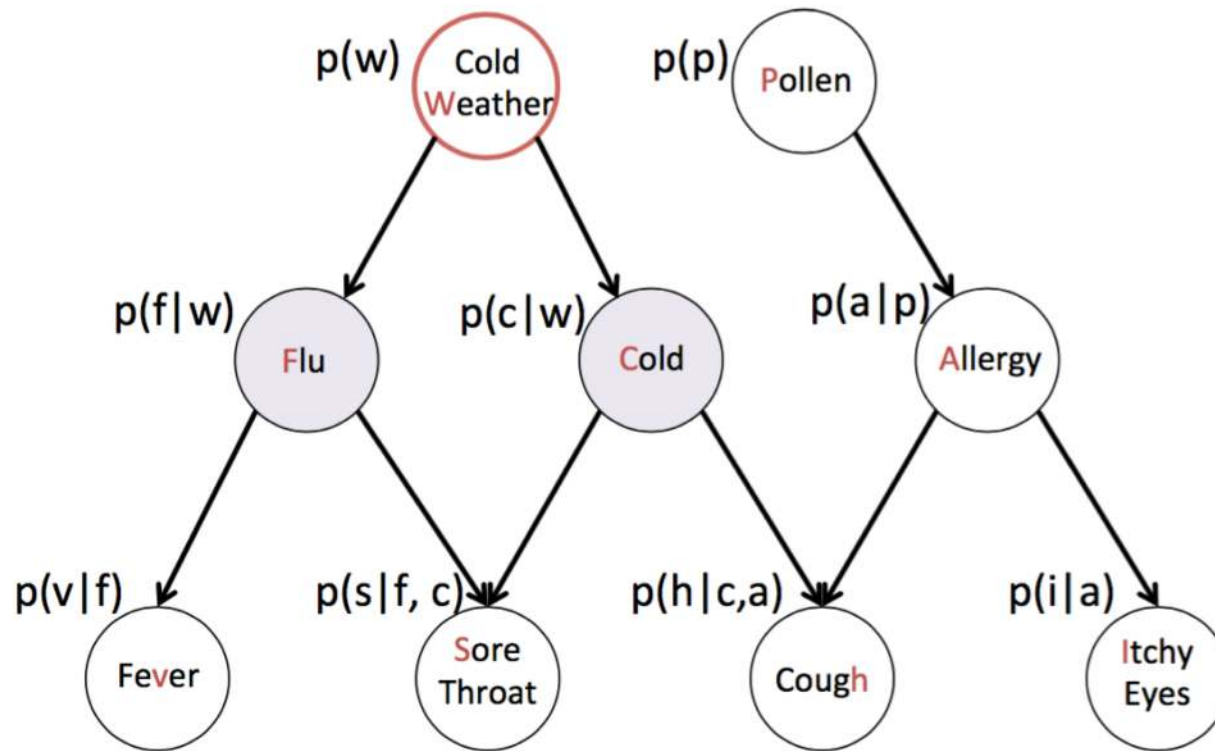 p(w)
Cold
Weather
p(p)
Pollen
p(f|w)
Flu
p(c|w)
Cold
p(a|p)
Allergy
p(v|f)
Fever
p(s|f, c)
Sore
Throat
p(h|c,a)
Cough
p(i|a)
Itchy
Eyes